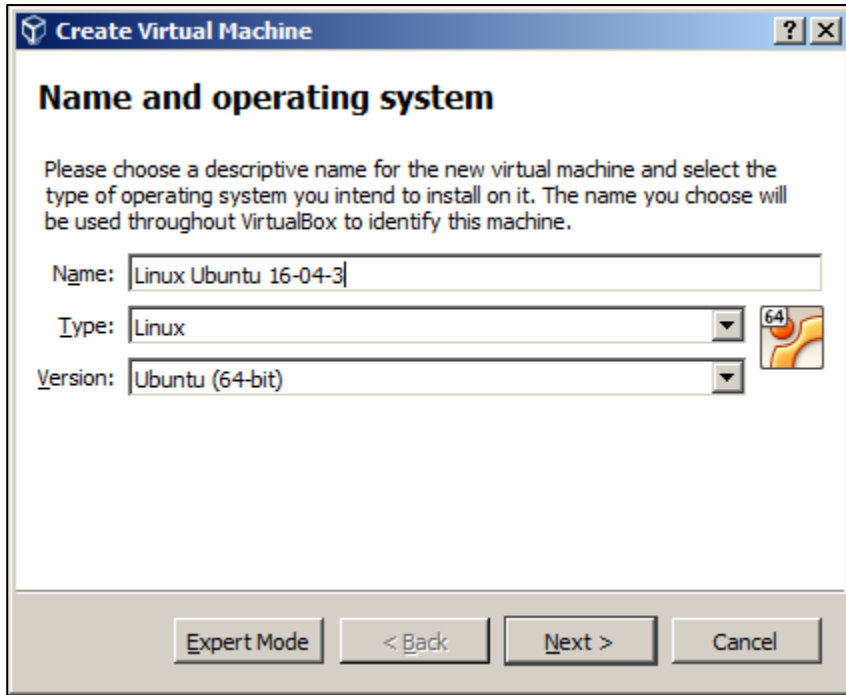 Create Virtual Machine
Name and operating system
Please choose a descriptive name for the new virtual machine and select the
type of operating system you intend to install on it. The name you choose will
be used throughout VirtualBox to identify this machine.
Name: Linux Ubuntu 16-04-3
Type: Linux
64
Version: Ubuntu (64-bit)
Expert Mode < Back Next > Cancel